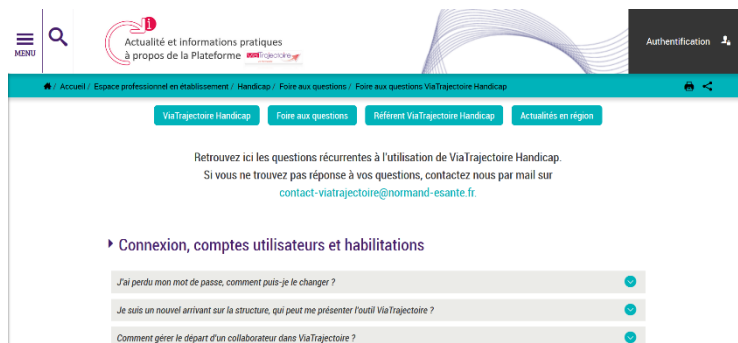 MENU
Actualité et informations pratiques
à propos de la Plateforme ViaTrajectoire
Authentification
/ Accueil / Espace professionnel en établissement / Handicap / Foire aux questions / Foire aux questions ViaTrajectoire Handicap
ViaTrajectoire Handicap
Foire aux questions
Référent ViaTrajectoire Handicap
Actualités en région
Retrouvez ici les questions récurrentes à l'utilisation de ViaTrajectoire Handicap.
Si vous ne trouvez pas réponse à vos questions, contactez nous par mail sur
contact-viatrajectoire@normand-esante.fr.
Connexion, comptes utilisateurs et habilitations
J'ai perdu mon mot de passe, comment puis-je le changer ?
Je suis un nouvel arrivant sur la structure, qui peut me présenter l'outil ViaTrajectoire ?
Comment gérer le départ d'un collaborateur dans ViaTrajectoire ?